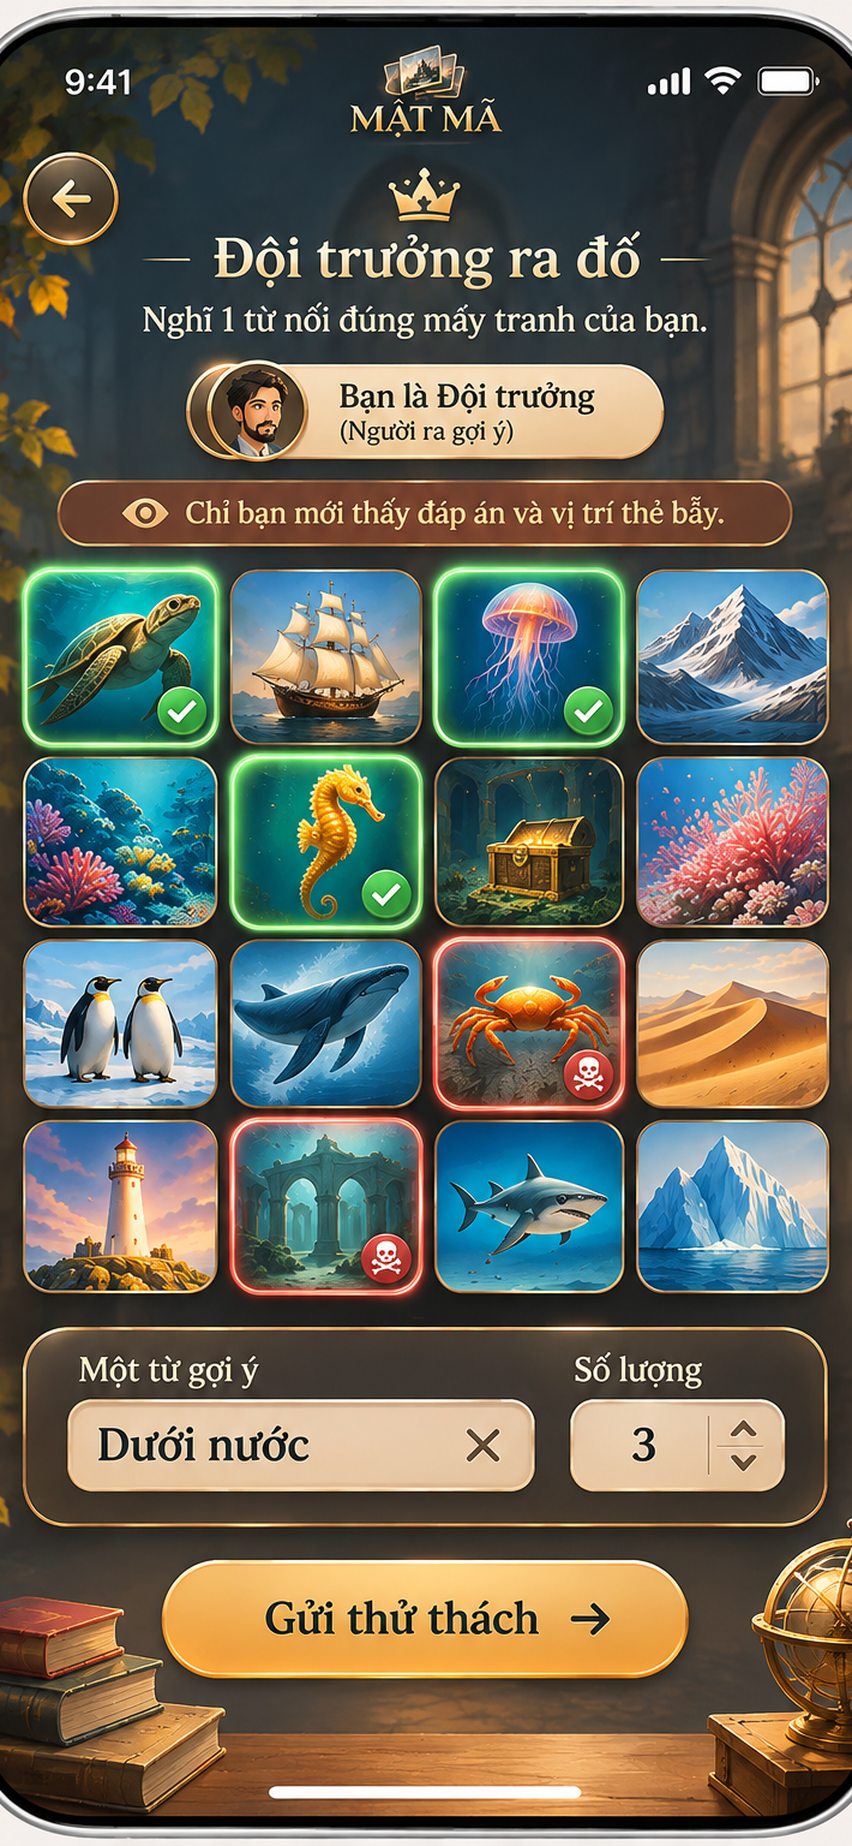 9:41
MẬT MÃ
Đội trưởng ra đố
Nghĩ 1 từ nối đúng mấy tranh của bạn.
Bạn là Đội trưởng
(Người ra gợi ý)
Chỉ bạn mới thấy đáp án và vị trí thẻ bẫy.
Một từ gợi ý
Số lượng
Dưới nước
3
Gửi thử thách